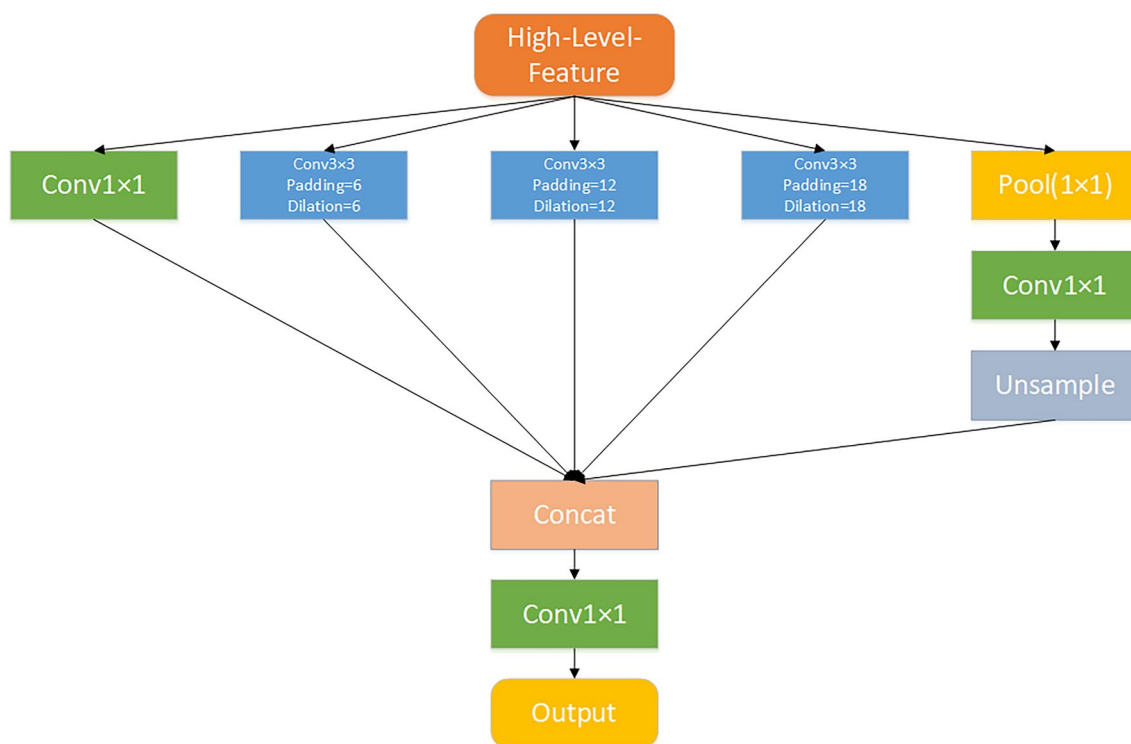 High-Level-
Feature
Conv1×1
Conv3×3
Padding=6
Dilation=6
Conv3×3
Padding=12
Dilation=12
Conv3×3
Padding=18
Dilation=18
Pool(1×1)
Conv1×1
Unsample
Concat
Conv1×1
Output